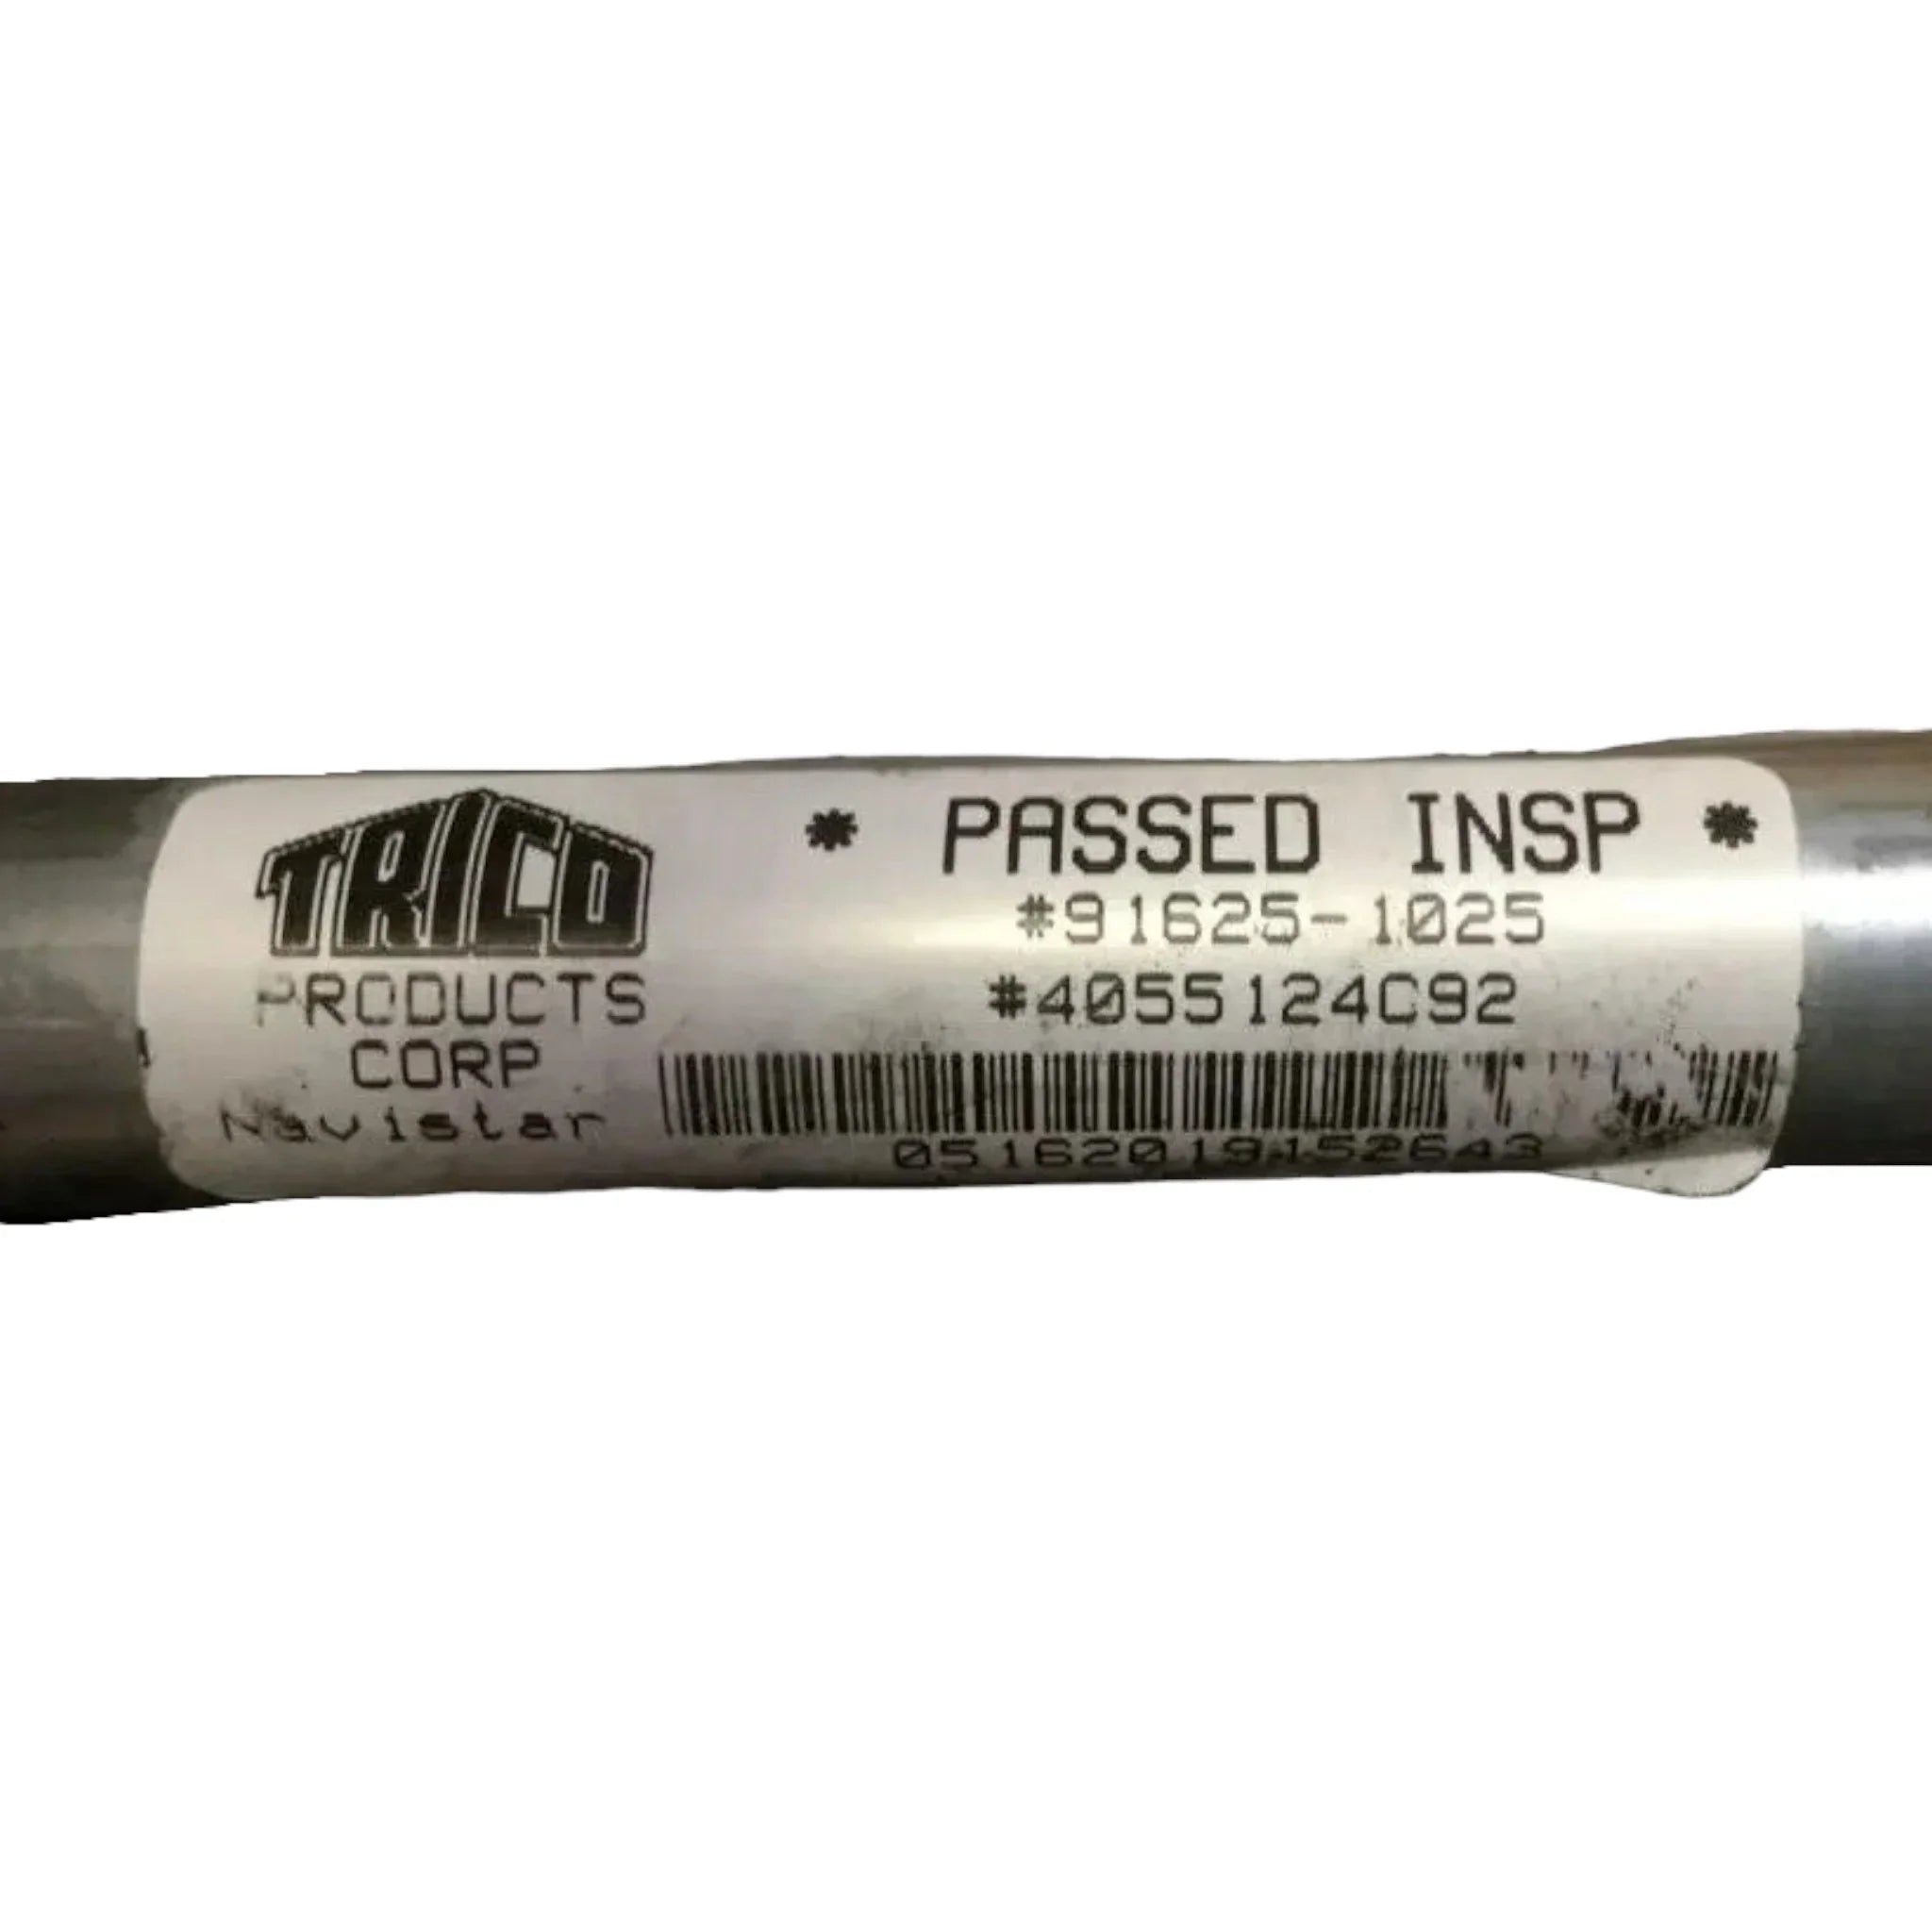 TRICO
PRODUCTS
CORP
Navistar
* PASSED INSP *
#91625-1025
#4055124C92
05162019152643